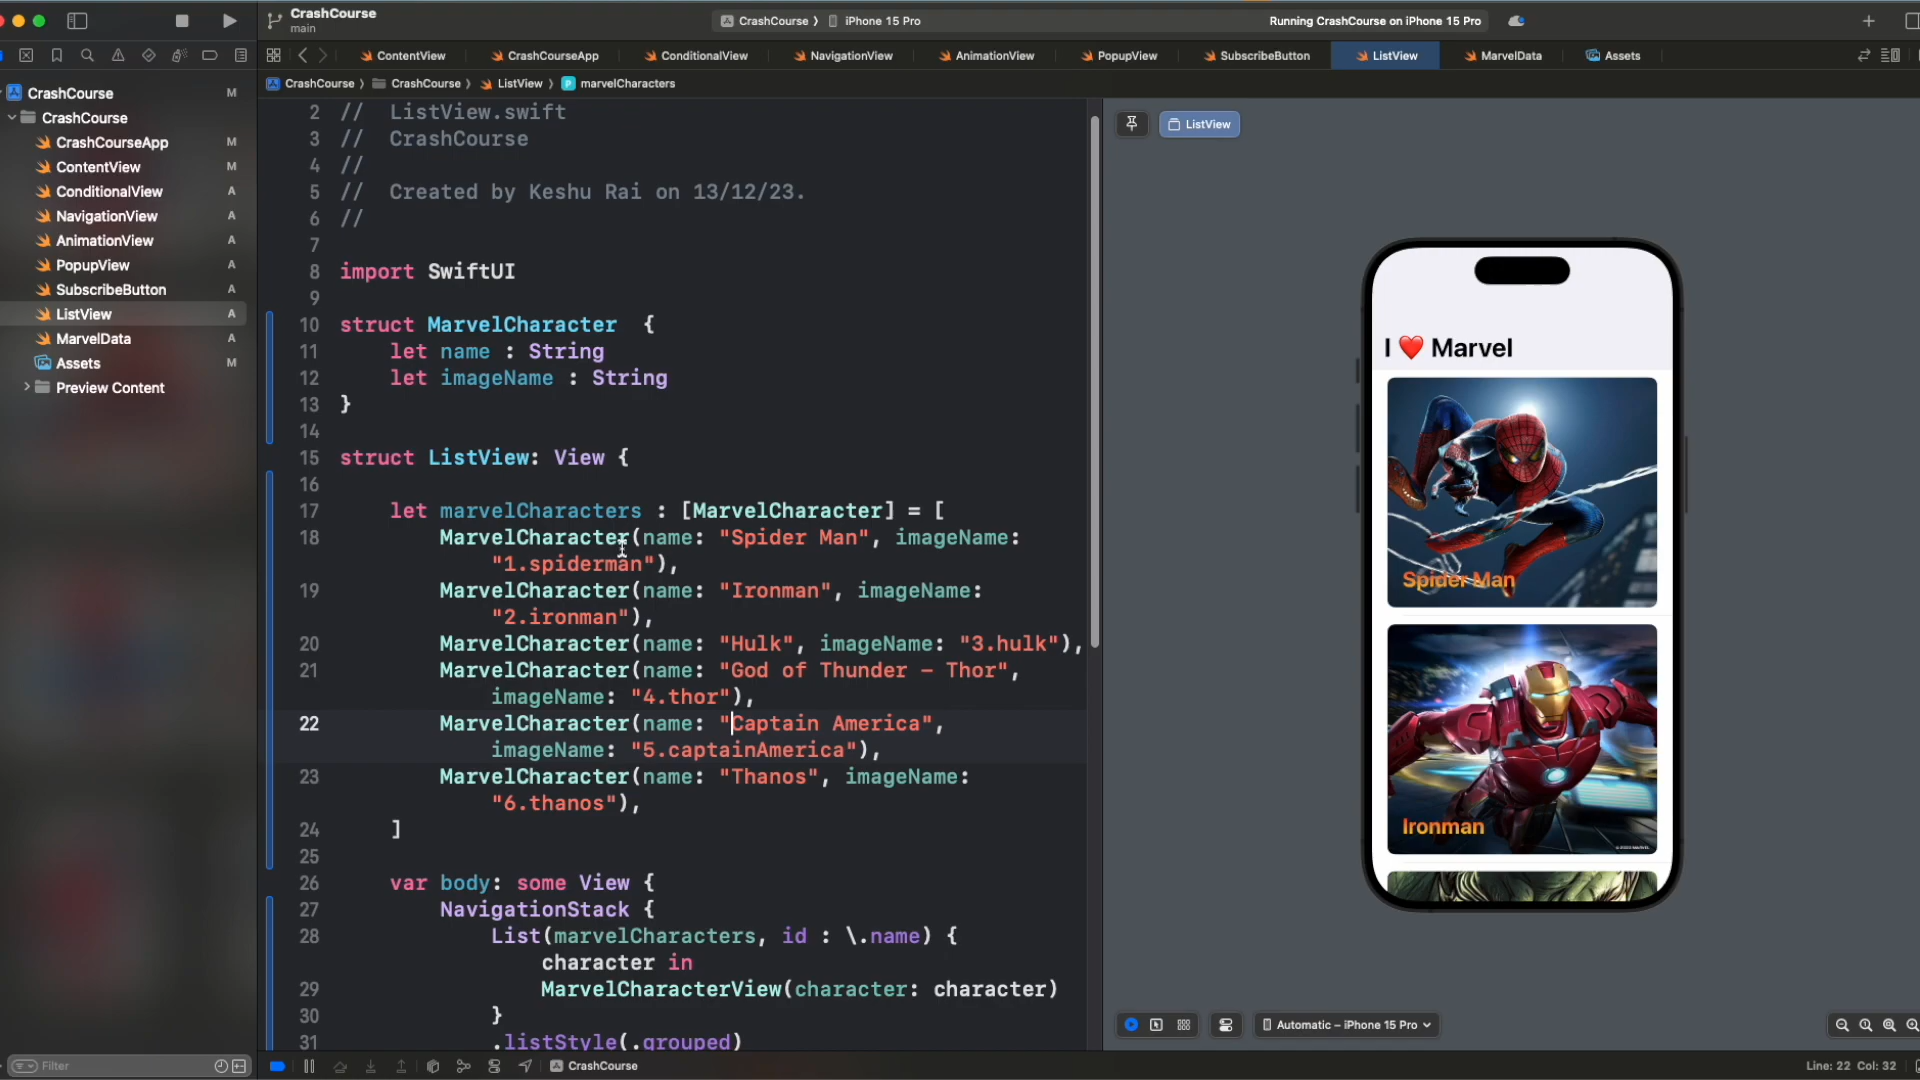 CrashCourse
main
CrashCourse
iPhone 15 Pro
Running CrashCourse on iPhone 15 Pro
ContentView
CrashCourseApp
ConditionalView
NavigationView
AnimationView
PopupView
SubscribeButton
ListView
MarvelData
Assets
CrashCourse
CrashCourse
ListView
marvelCharacters
CrashCourse M
CrashCourse
CrashCourseApp M
ContentView M
ConditionalView A
NavigationView A
AnimationView A
PopupView A
SubscribeButton A
ListView A
MarvelData A
Assets M
Preview Content
2 //  ListView.swift
3 //  CrashCourse
4 //
5 //  Created by Keshu Rai on 13/12/23.
6 //
7
8 import SwiftUI
9
10 struct MarvelCharacter  {
11     let name : String
12     let imageName : String
13 }
14
15 struct ListView: View {
16
17     let marvelCharacters : [MarvelCharacter] = [
18         MarvelCharacter(name: "Spider Man", imageName:
"1.spiderman"),
19         MarvelCharacter(name: "Ironman", imageName:
"2.ironman"),
20         MarvelCharacter(name: "Hulk", imageName: "3.hulk"),
21         MarvelCharacter(name: "God of Thunder – Thor",
imageName: "4.thor"),
22         MarvelCharacter(name: "Captain America",
imageName: "5.captainAmerica"),
23         MarvelCharacter(name: "Thanos", imageName:
"6.thanos"),
24     ]
25
26     var body: some View {
27         NavigationStack {
28             List(marvelCharacters, id : \.name) {
character in
29                 MarvelCharacterView(character: character)
30             }
31             .listStyle(.grouped)
ListView
I ❤️ Marvel
Spider Man
Ironman
Automatic – iPhone 15 Pro
Filter
CrashCourse
Line: 22 Col: 32